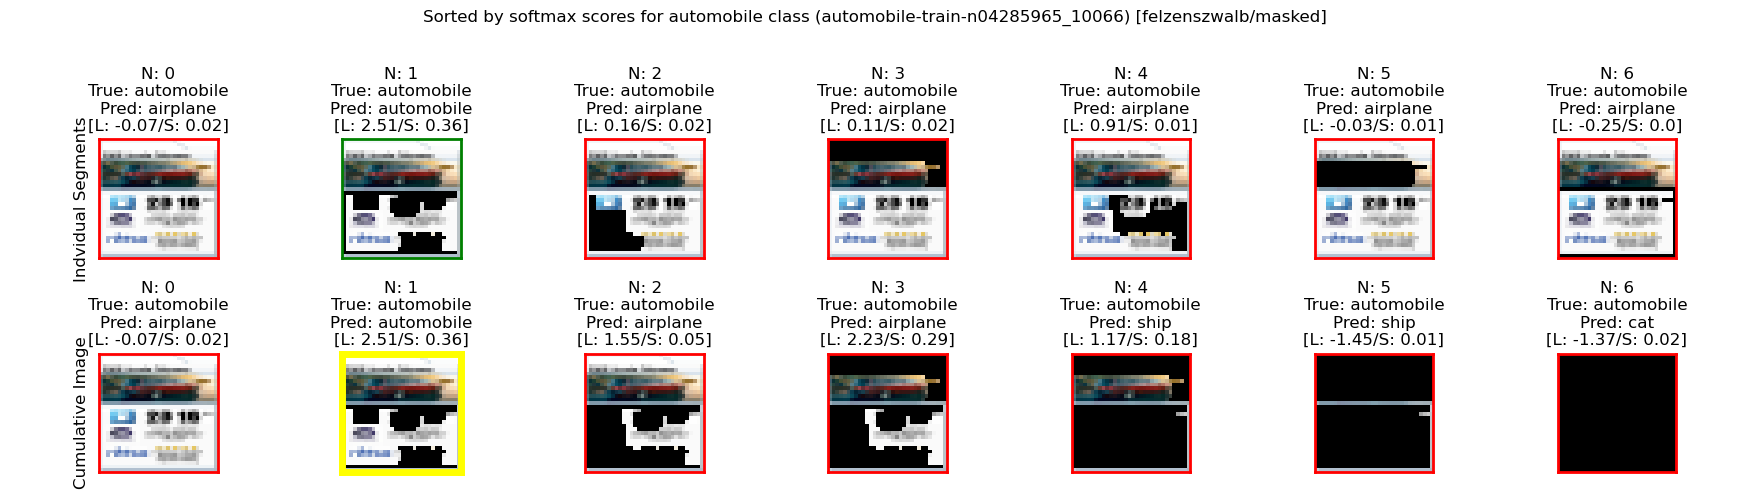 Sorted by softmax scores for automobile class (automobile-train-n04285965_10066) [felzenszwalb/masked]
Individual Segments
N: 0
True: automobile
Pred: airplane
[L: -0.07/S: 0.02]
N: 1
True: automobile
Pred: automobile
[L: 2.51/S: 0.36]
N: 2
True: automobile
Pred: airplane
[L: 0.16/S: 0.02]
N: 3
True: automobile
Pred: airplane
[L: 0.11/S: 0.02]
N: 4
True: automobile
Pred: airplane
[L: 0.91/S: 0.01]
N: 5
True: automobile
Pred: airplane
[L: -0.03/S: 0.01]
N: 6
True: automobile
Pred: airplane
[L: -0.25/S: 0.0]
Cumulative Image
N: 0
True: automobile
Pred: airplane
[L: -0.07/S: 0.02]
N: 1
True: automobile
Pred: automobile
[L: 2.51/S: 0.36]
N: 2
True: automobile
Pred: airplane
[L: 1.55/S: 0.05]
N: 3
True: automobile
Pred: airplane
[L: 2.23/S: 0.29]
N: 4
True: automobile
Pred: ship
[L: 1.17/S: 0.18]
N: 5
True: automobile
Pred: ship
[L: -1.45/S: 0.01]
N: 6
True: automobile
Pred: cat
[L: -1.37/S: 0.02]